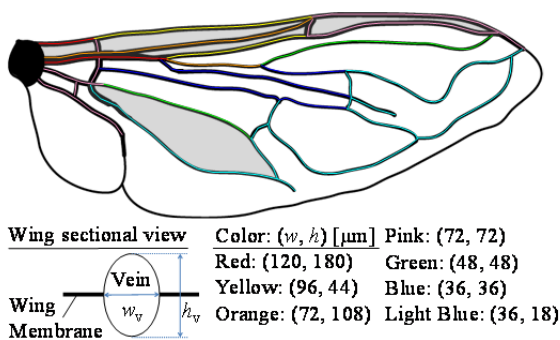 Wing sectional view
Vein
Wing
Membrane
w_v
h_v
Color: (w, h) [μm]
Red: (120, 180)
Yellow: (96, 44)
Orange: (72, 108)
Pink: (72, 72)
Green: (48, 48)
Blue: (36, 36)
Light Blue: (36, 18)